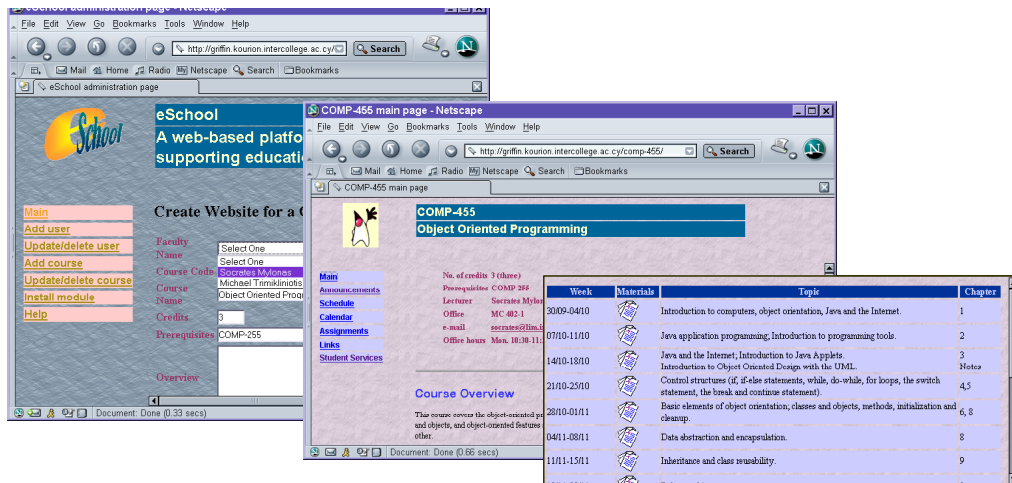 eSchool administration page - Netscape
File Edit View Go Bookmarks Tools Window Help
http://griffin.kourion.intercollege.ac.cy/
Search
N
Mail Home Radio Netscape Search Bookmarks
eSchool administration page
eSchool
A web-based platfo
supporting educati
School
Main
Add user
Update/delete user
Add course
Update/delete course
Install module
Help
Create Website for a
Faculty Name
Select One
Select One
Socrates Mylonas
Michael Trimikliniotis
Course Code
Course Name
Object Oriented Prog
Credits
3
Prerequisites
COMP-255
Overview
Document: Done (0.33 secs)
COMP-455 main page - Netscape
File Edit View Go Bookmarks Tools Window Help
http://griffin.kourion.intercollege.ac.cy/comp-455/
Search
N
Mail Home Radio My Netscape Search Bookmarks
COMP-455 main page
COMP-455
Object Oriented Programming
Main
Announcements
Schedule
Calendar
Assignments
Links
Student Services
No. of credits 3 (three)
Prerequisites COMP 255
Lecturer Socrates Mylon
Office MC 402-1
e-mail socrates@lim.i
Office hours Mon. 10:30-11:
Course Overview
This course covers the object-oriented pr
and objects, and object-oriented features
other.
Document: Done (0.66 secs)
Week Materials Topic Chapter
30/09-04/10 Introduction to computers, object orientation, Java and the Internet. 1
07/10-11/10 Java application programming; Introduction to programming tools. 2
14/10-18/10 Java and the Internet; Introduction to Java Applets. 3
Introduction to Object Oriented Design with the UML. Notes
21/10-25/10 Control structures (if, if-else statements, while, do-while, for loops, the switch
statement, the break and continue statement). 4,5
28/10-01/11 Basic elements of object orientation; classes and objects, methods, initialization and
cleanup. 6, 8
04/11-08/11 Data abstraction and encapsulation. 8
11/11-15/11 Inheritance and class reusability. 9